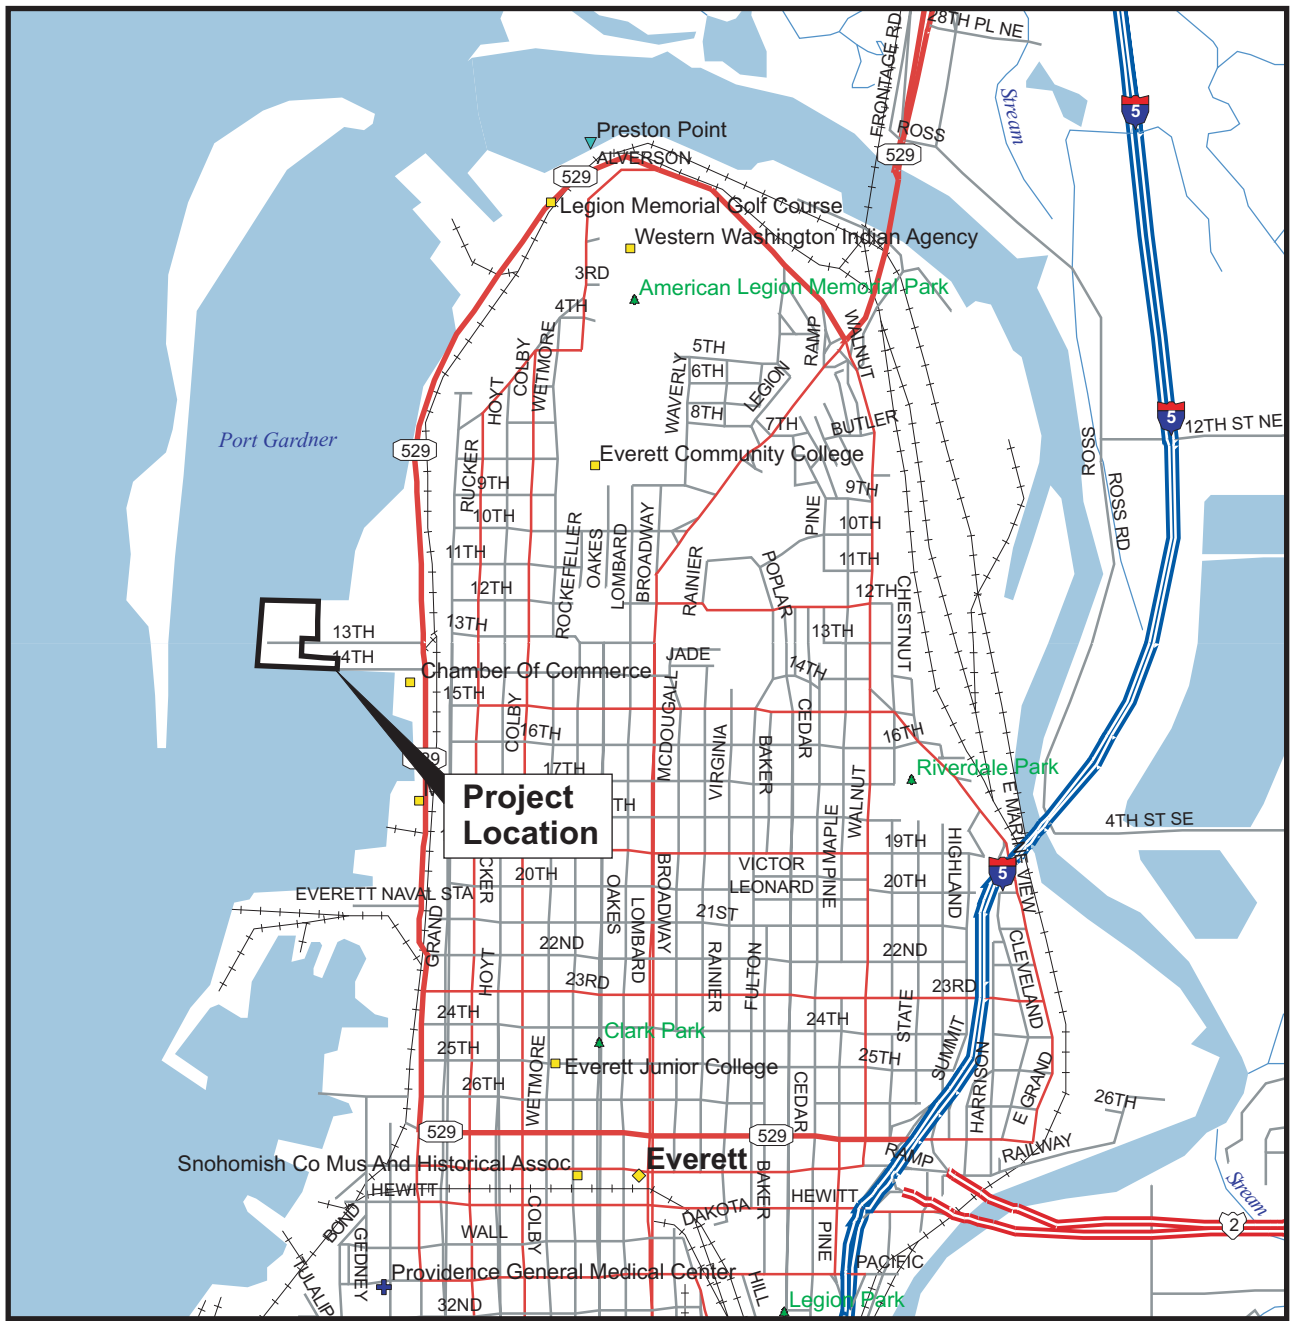 28TH PL NE
FRONTAGE RD
Stream
5
Preston Point
ROSS
ALVERSON
529
529
Legion Memorial Golf Course
Western Washington Indian Agency
3RD
American Legion Memorial Park
4TH
RAMP
WALNUT
COLBY
WETMORE
5TH
6TH
WAVERLY
LEGION
HOYT
8TH
7TH
BUTLER
5
12TH ST NE
Port Gardner
529
ROSS
Everett Community College
RUCKER
9TH
9TH
ROSS RD
10TH
PINE
10TH
ROCKEFELLER
OAKES
LOMBARD
BROADWAY
11TH
RAINIER
POPLAR
11TH
12TH
12TH
CHESTNUT
13TH
13TH
13TH
14TH
JADE
14TH
Chamber Of Commerce
15TH
COLBY
MCDOUGALL
CEDAR
16TH
VIRGINIA
BAKER
16TH
17TH
Riverdale Park
WALNUT
E MARINE VIEW
Project
Location
TH
MAPLE
4TH ST SE
19TH
HIGHLAND
VICTOR
BROADWAY
5
CKER
20TH
OAKES
LEONARD
PINE
20TH
EVERETT NAVAL STA
LOMBARD
21ST
GRAND
22ND
22ND
CLEVELAND
HOYT
RAINIER
FULTON
23RD
23RD
STATE
24TH
24TH
SUMMIT
Clark Park
25TH
WETMORE
25TH
HARRISON
Everett Junior College
E GRAND
26TH
CEDAR
26TH
529
529
RAILWAY
RAMP
Everett
Snohomish Co Mus And Historical Assoc
BAKER
HEWITT
HEWITT
Stream
BOND
COLBY
DAKOTA
2
WALL
PINE
GEDNEY
PACIFIC
TULALIP
Providence General Medical Center
HILL
Legion Park
32ND